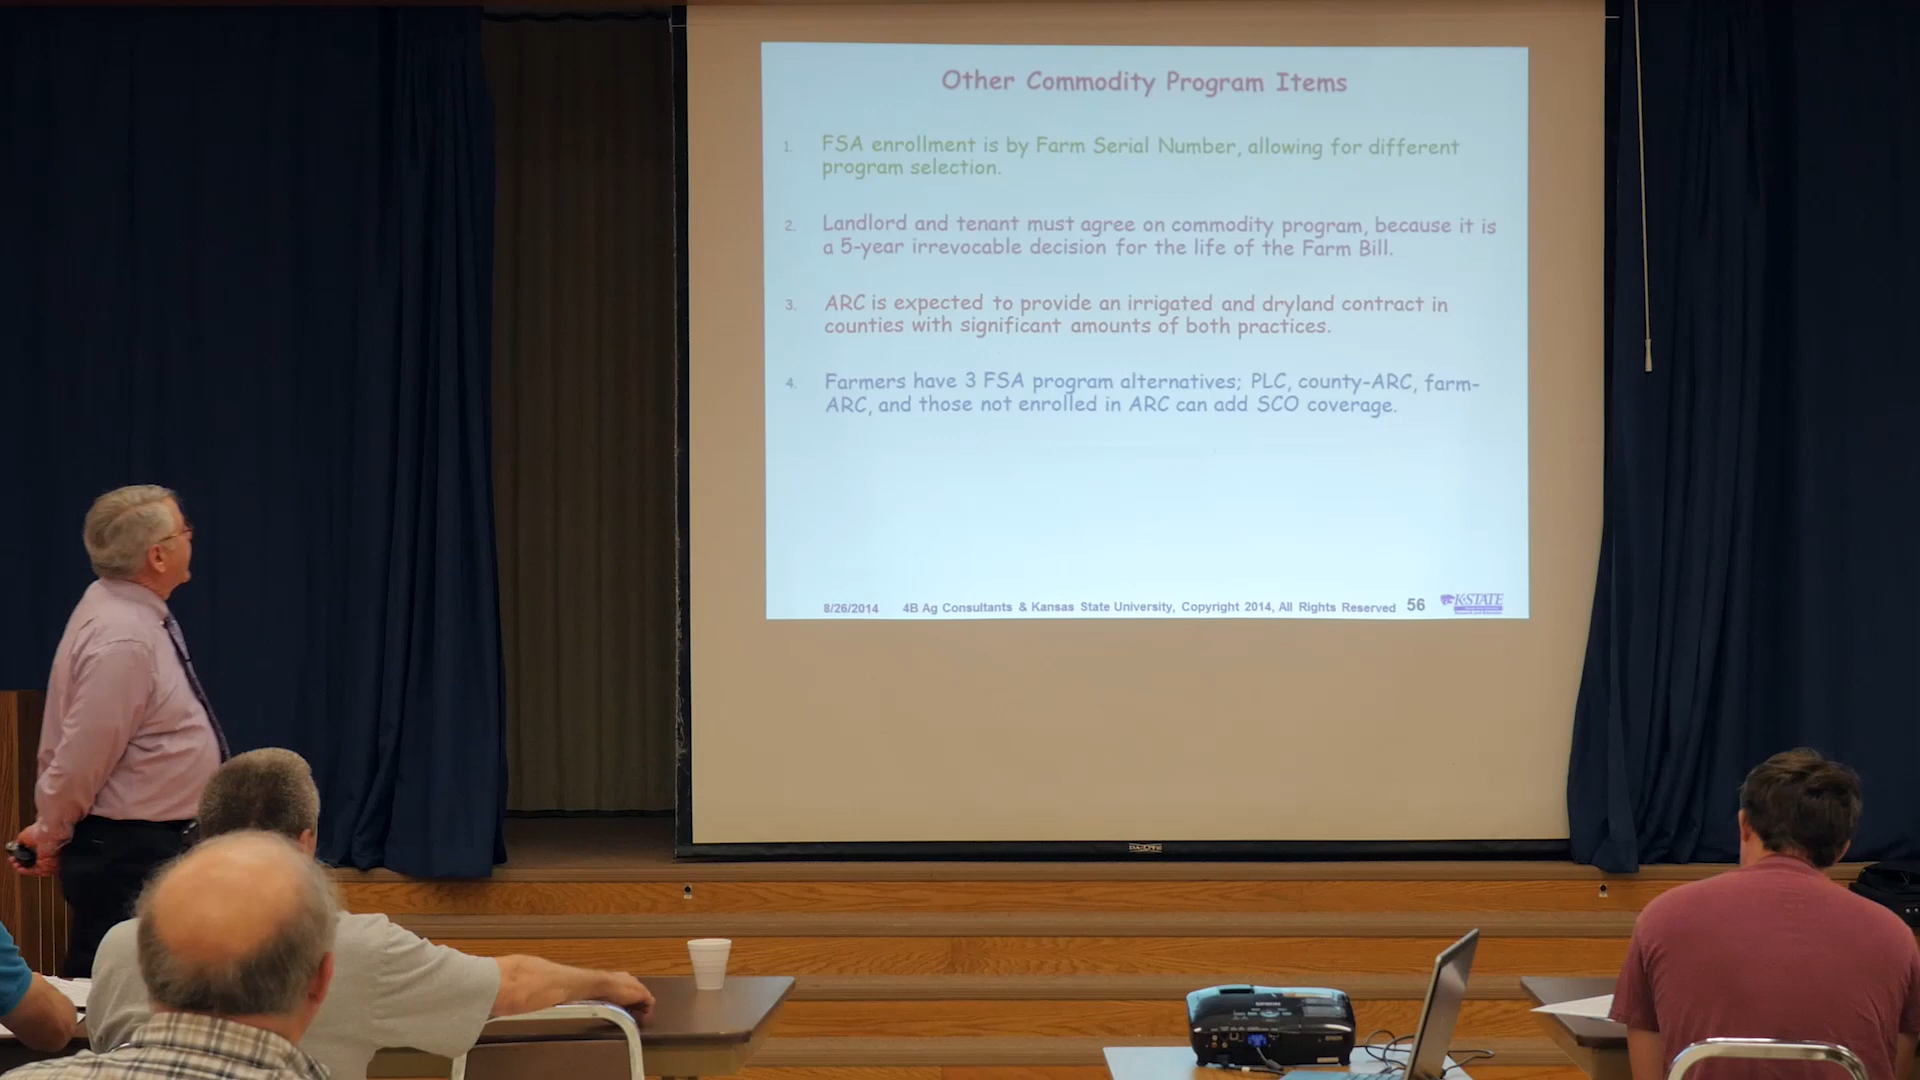 Other Commodity Program Items
1. FSA enrollment is by Farm Serial Number, allowing for different
program selection.
2. Landlord and tenant must agree on commodity program, because it is
a 5-year irrevocable decision for the life of the Farm Bill.
3. ARC is expected to provide an irrigated and dryland contract in
counties with significant amounts of both practices.
4. Farmers have 3 FSA program alternatives; PLC, county-ARC, farm-
ARC, and those not enrolled in ARC can add SCO coverage.
8/26/2014 4B Ag Consultants & Kansas State University, Copyright 2014, All Rights Reserved 56 K-STATE
DA-LITE
EPSON